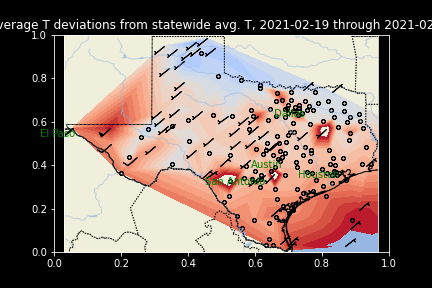 verage T deviations from statewide avg. T, 2021-02-19 through 2021-02
1.0
0.8
0.6
0.4
0.2
0.0
El Paso
Dallas
Austin
San Antonio
Houston
0.0 0.2 0.4 0.6 0.8 1.0